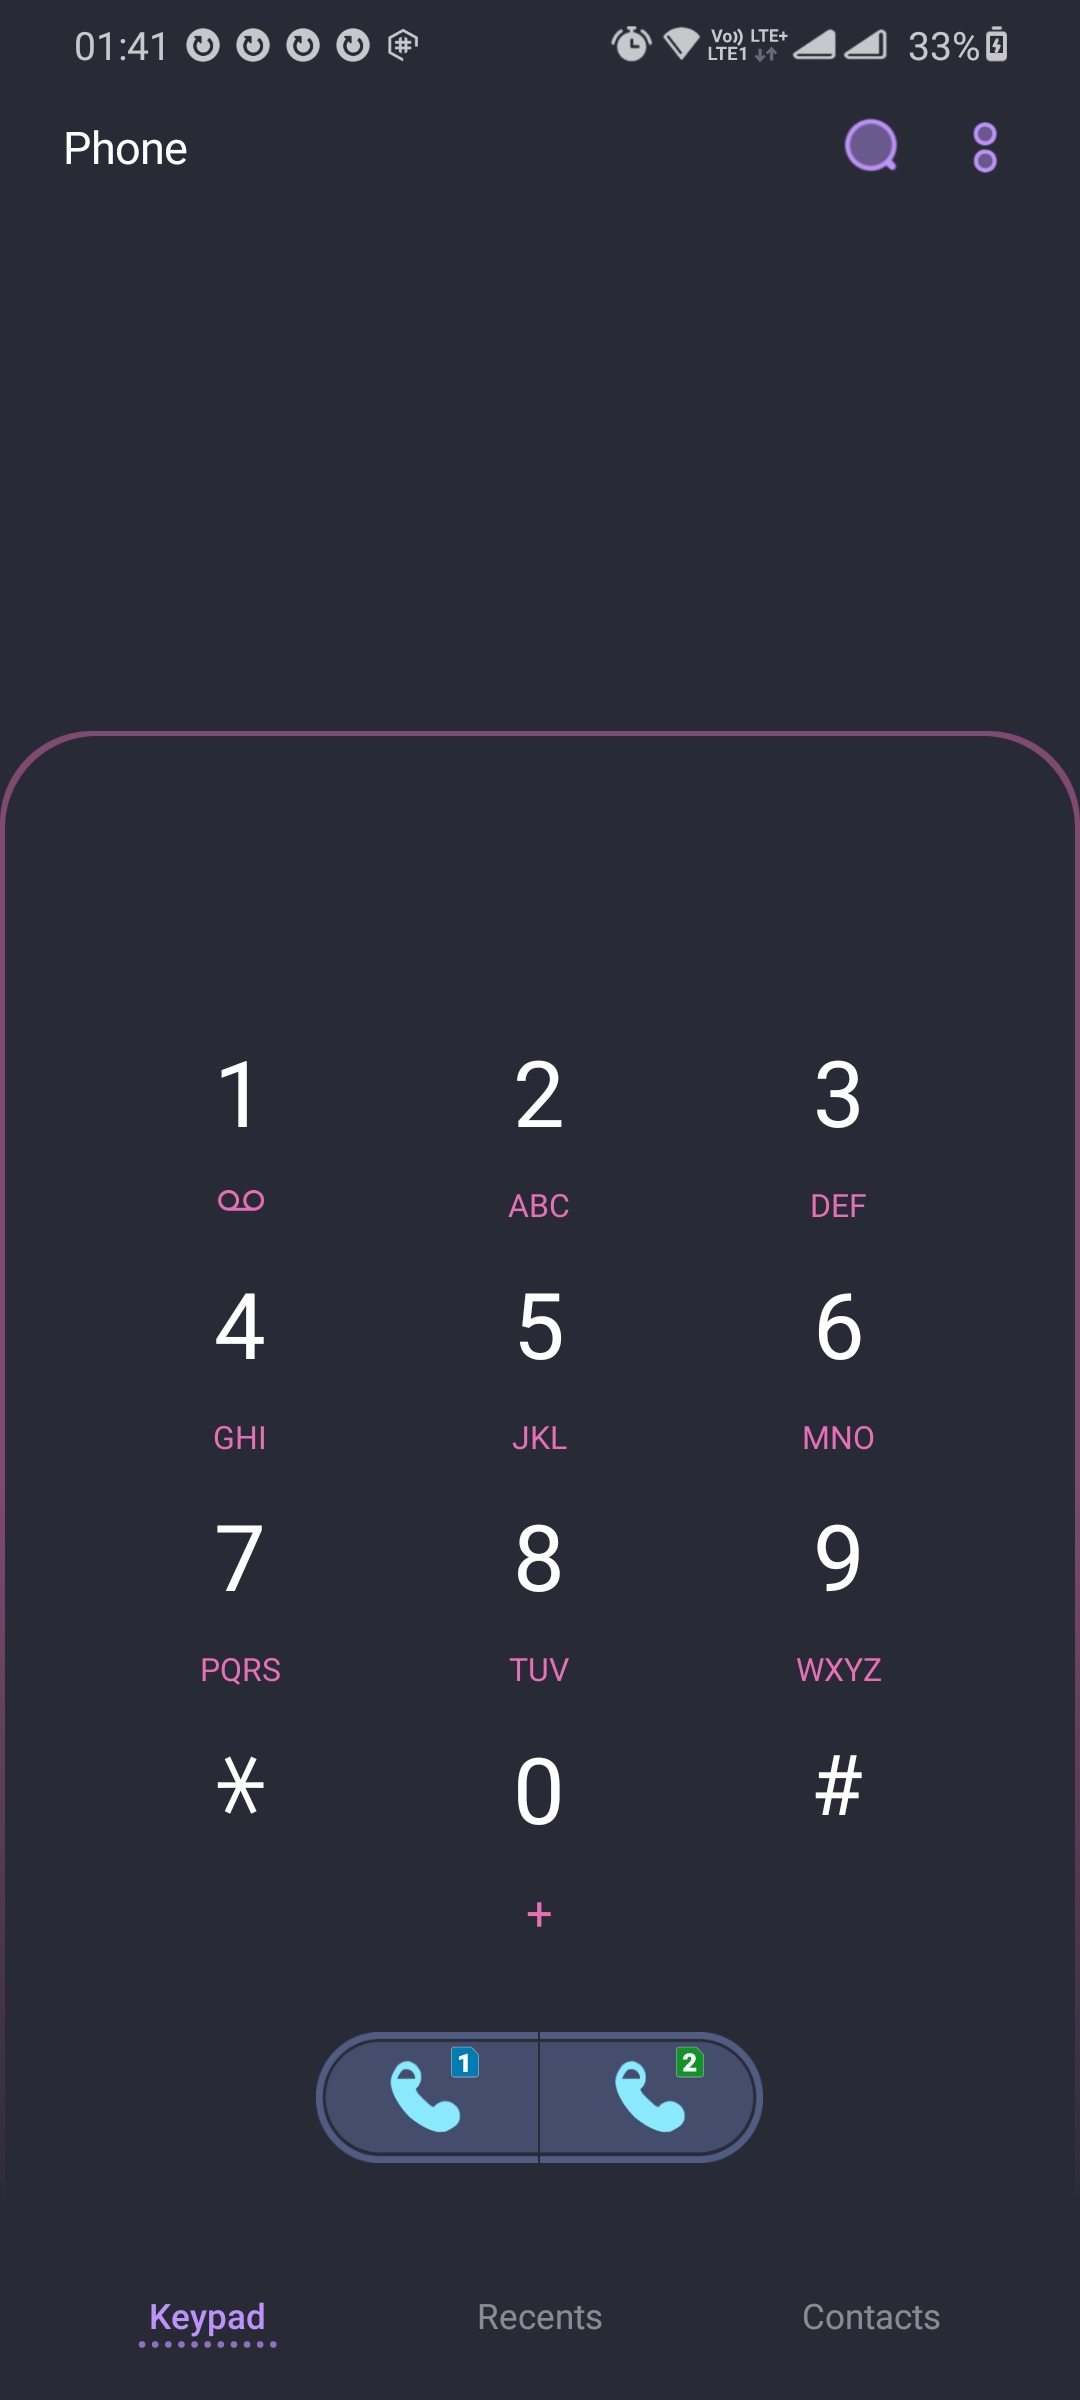 01:41 Vo)) LTE+ 33%
LTE1
Phone
1 2 3
ABC DEF
4 5 6
GHI JKL MNO
7 8 9
PQRS TUV WXYZ
* 0 #
+
1 2
Keypad Recents Contacts